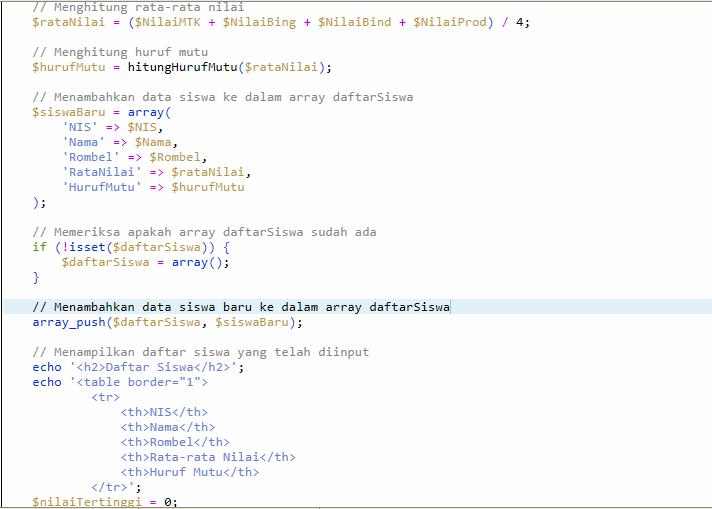 // Menghitung rata-rata nilai
$rataNilai = ($NilaiMTK + $NilaiBing + $NilaiBind + $NilaiProd) / 4;
// Menghitung huruf mutu
$hurufMutu = hitungHurufMutu($rataNilai);
// Menambahkan data siswa ke dalam array daftarSiswa
$siswaBaru = array(
'NIS' => $NIS,
'Nama' => $Nama,
'Rombel' => $Rombel,
'RataNilai' => $rataNilai,
'HurufMutu' => $hurufMutu
);
// Memeriksa apakah array daftarSiswa sudah ada
if (!isset($daftarSiswa)) {
$daftarSiswa = array();
}
// Menambahkan data siswa baru ke dalam array daftarSiswa
array_push($daftarSiswa, $siswaBaru);
// Menampilkan daftar siswa yang telah diinput
echo '<h2>Daftar Siswa</h2>';
echo '<table border="1">
<tr>
<th>NIS</th>
<th>Nama</th>
<th>Rombel</th>
<th>Rata-rata Nilai</th>
<th>Huruf Mutu</th>
</tr>';
$nilaiTertinggi = 0;